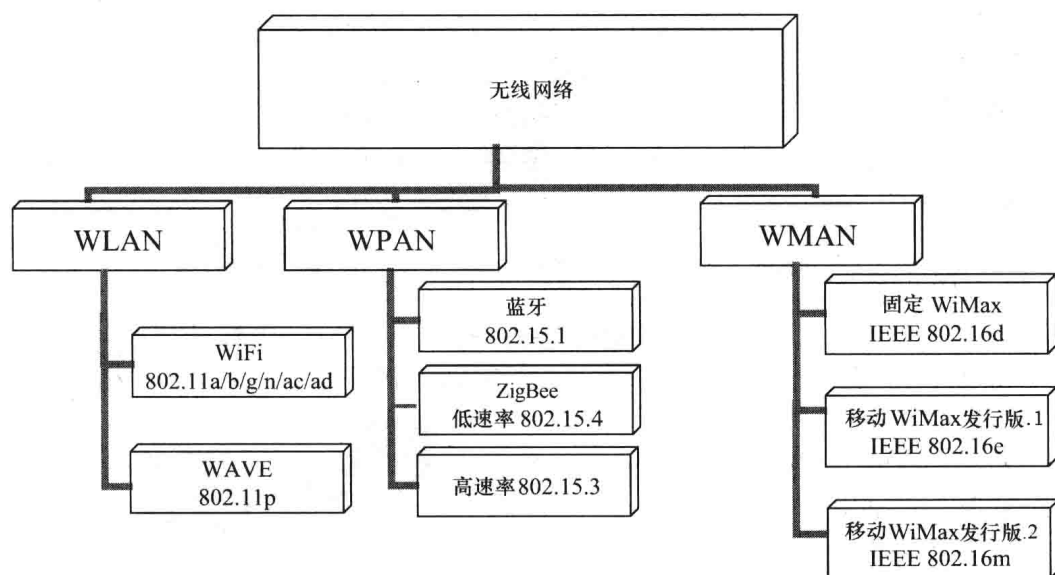 无线网络
WLAN
WPAN
WMAN
WiFi
802.11a/b/g/n/ac/ad
WAVE
802.11p
蓝牙
802.15.1
ZigBee
低速率 802.15.4
高速率802.15.3
固定 WiMax
IEEE 802.16d
移动WiMax发行版.1
IEEE 802.16e
移动WiMax发行版.2
IEEE 802.16m